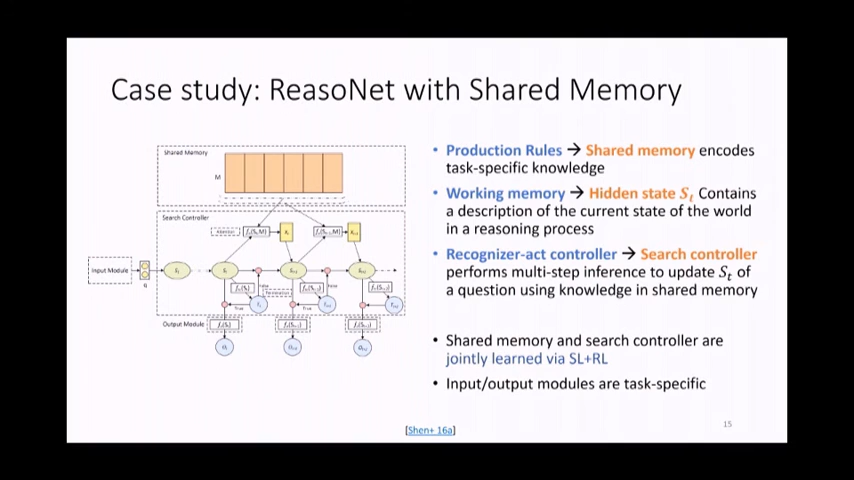 Case study: ReasoNet with Shared Memory
Shared Memory
M
Search Controller
Attention
Input Module
Q
Termination
False
True
Output Module
• Production Rules → Shared memory encodes
task-specific knowledge
• Working memory → Hidden state Sₜ Contains
a description of the current state of the world
in a reasoning process
• Recognizer-act controller → Search controller
performs multi-step inference to update Sₜ of
a question using knowledge in shared memory
• Shared memory and search controller are
jointly learned via SL+RL
• Input/output modules are task-specific
[Shen+ 16a]
15